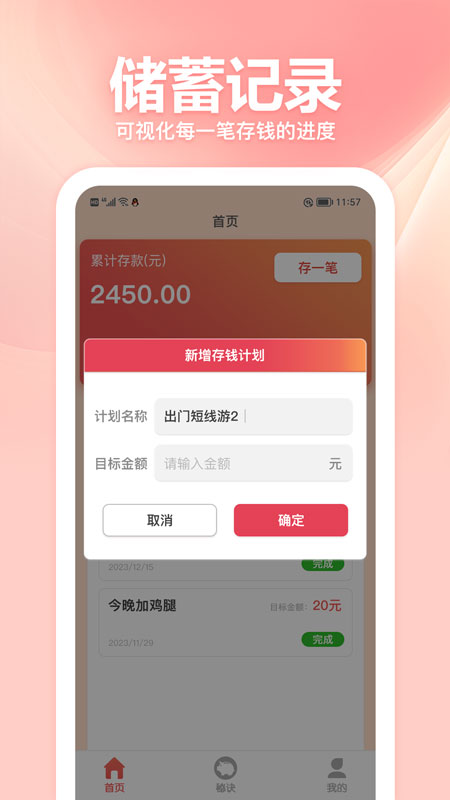 储蓄记录
可视化每一笔存钱的进度
HD 4G 11:57
首页
累计存款(元) 存一笔
2450.00
新增存钱计划
计划名称 出门短线游2
目标金额 请输入金额 元
取消 确定
2023/12/15 完成
今晚加鸡腿 目标金额: 20元
2023/11/29 完成
首页 秘诀 我的